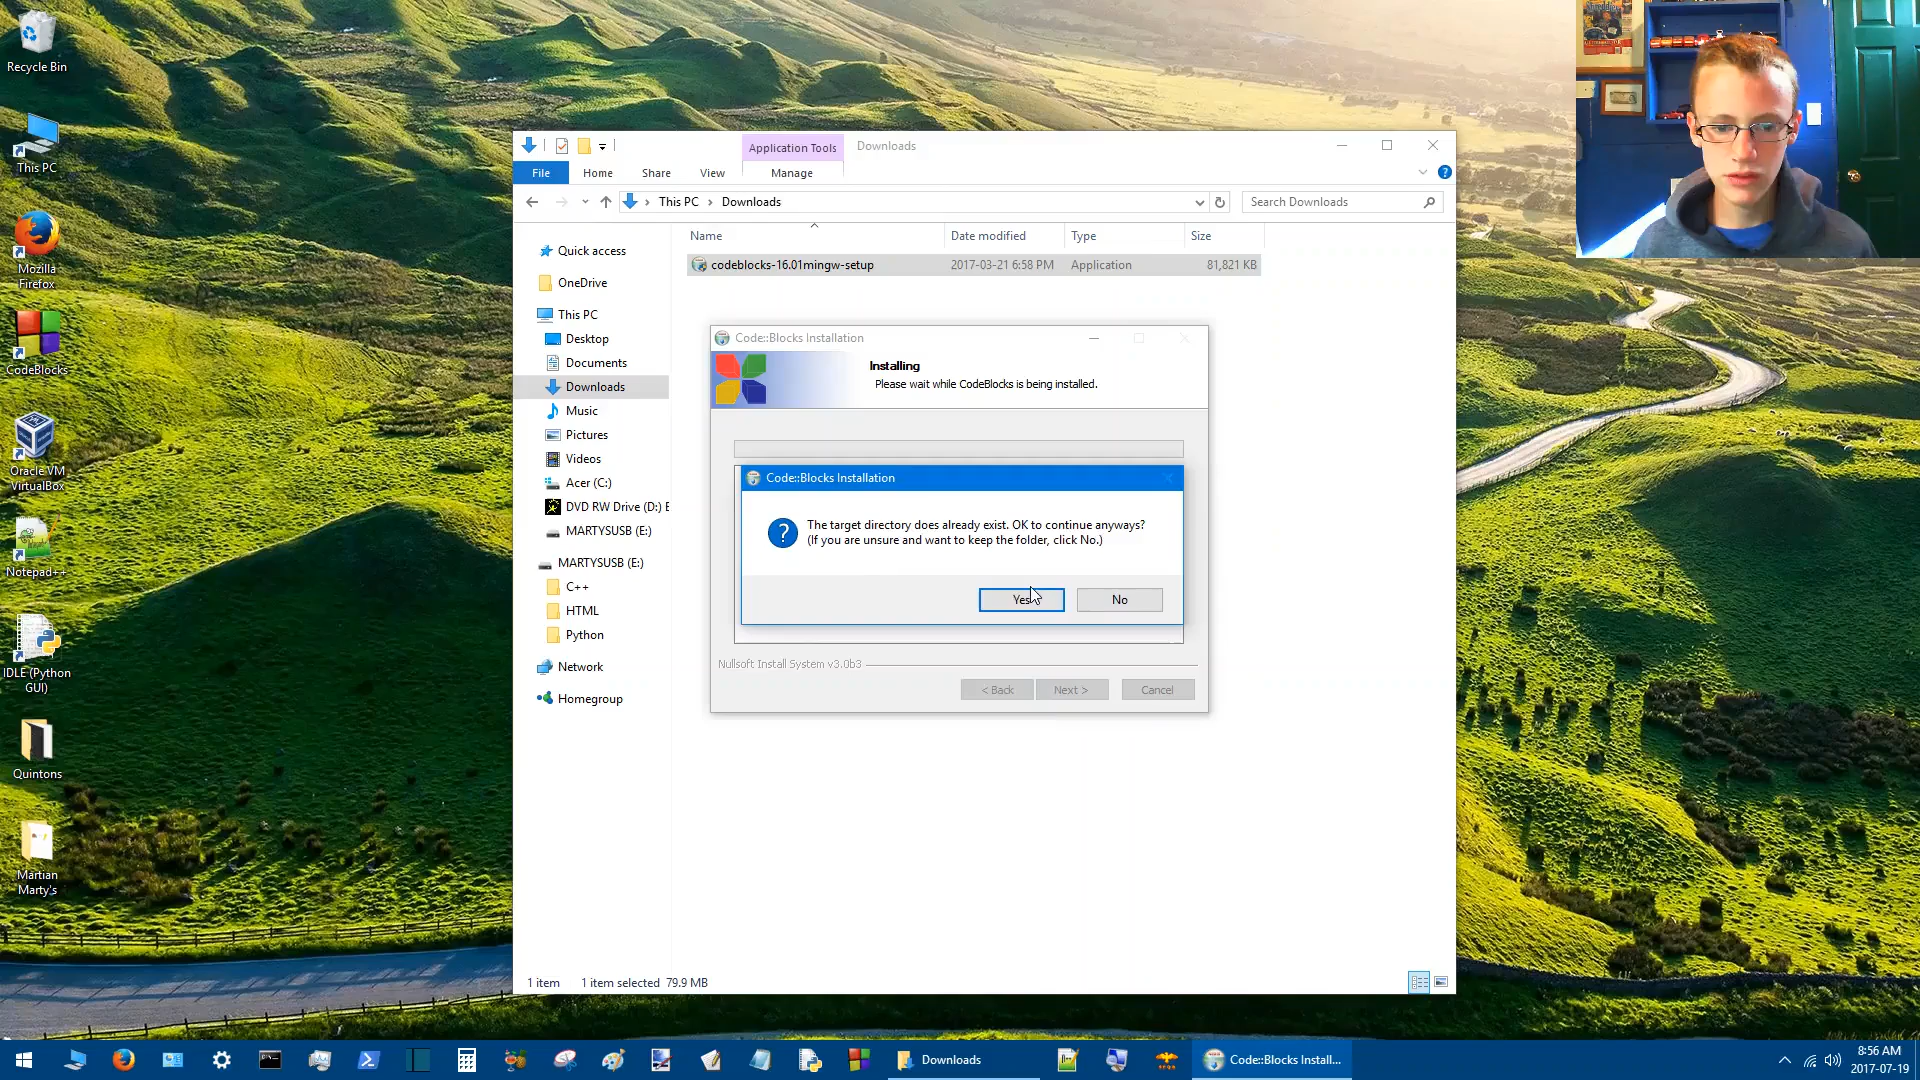 Recycle Bin
This PC
Mozilla
Firefox
CodeBlocks
Oracle VM
VirtualBox
Notepad++
IDLE (Python
GUI)
Quintons
Martian
Marty's
Application Tools
Downloads
File
Home
Share
View
Manage
This PC
Downloads
Search Downloads
Name
Date modified
Type
Size
codeblocks-16.01mingw-setup
2017-03-21 6:58 PM
Application
81,821 KB
Quick access
OneDrive
This PC
Desktop
Documents
Downloads
Music
Pictures
Videos
Acer (C:)
DVD RW Drive (D:) E
MARTYSUSB (E:)
MARTYSUSB (E:)
C++
HTML
Python
Network
Homegroup
Code::Blocks Installation
Installing
Please wait while CodeBlocks is being installed.
Code::Blocks Installation
The target directory does already exist. OK to continue anyways?
(If you are unsure and want to keep the folder, click No.)
Yes
No
Nullsoft Install System v3.0b3
< Back
Next >
Cancel
1 item
1 item selected 79.9 MB
Downloads
Code::Blocks Install...
8:56 AM
2017-07-19